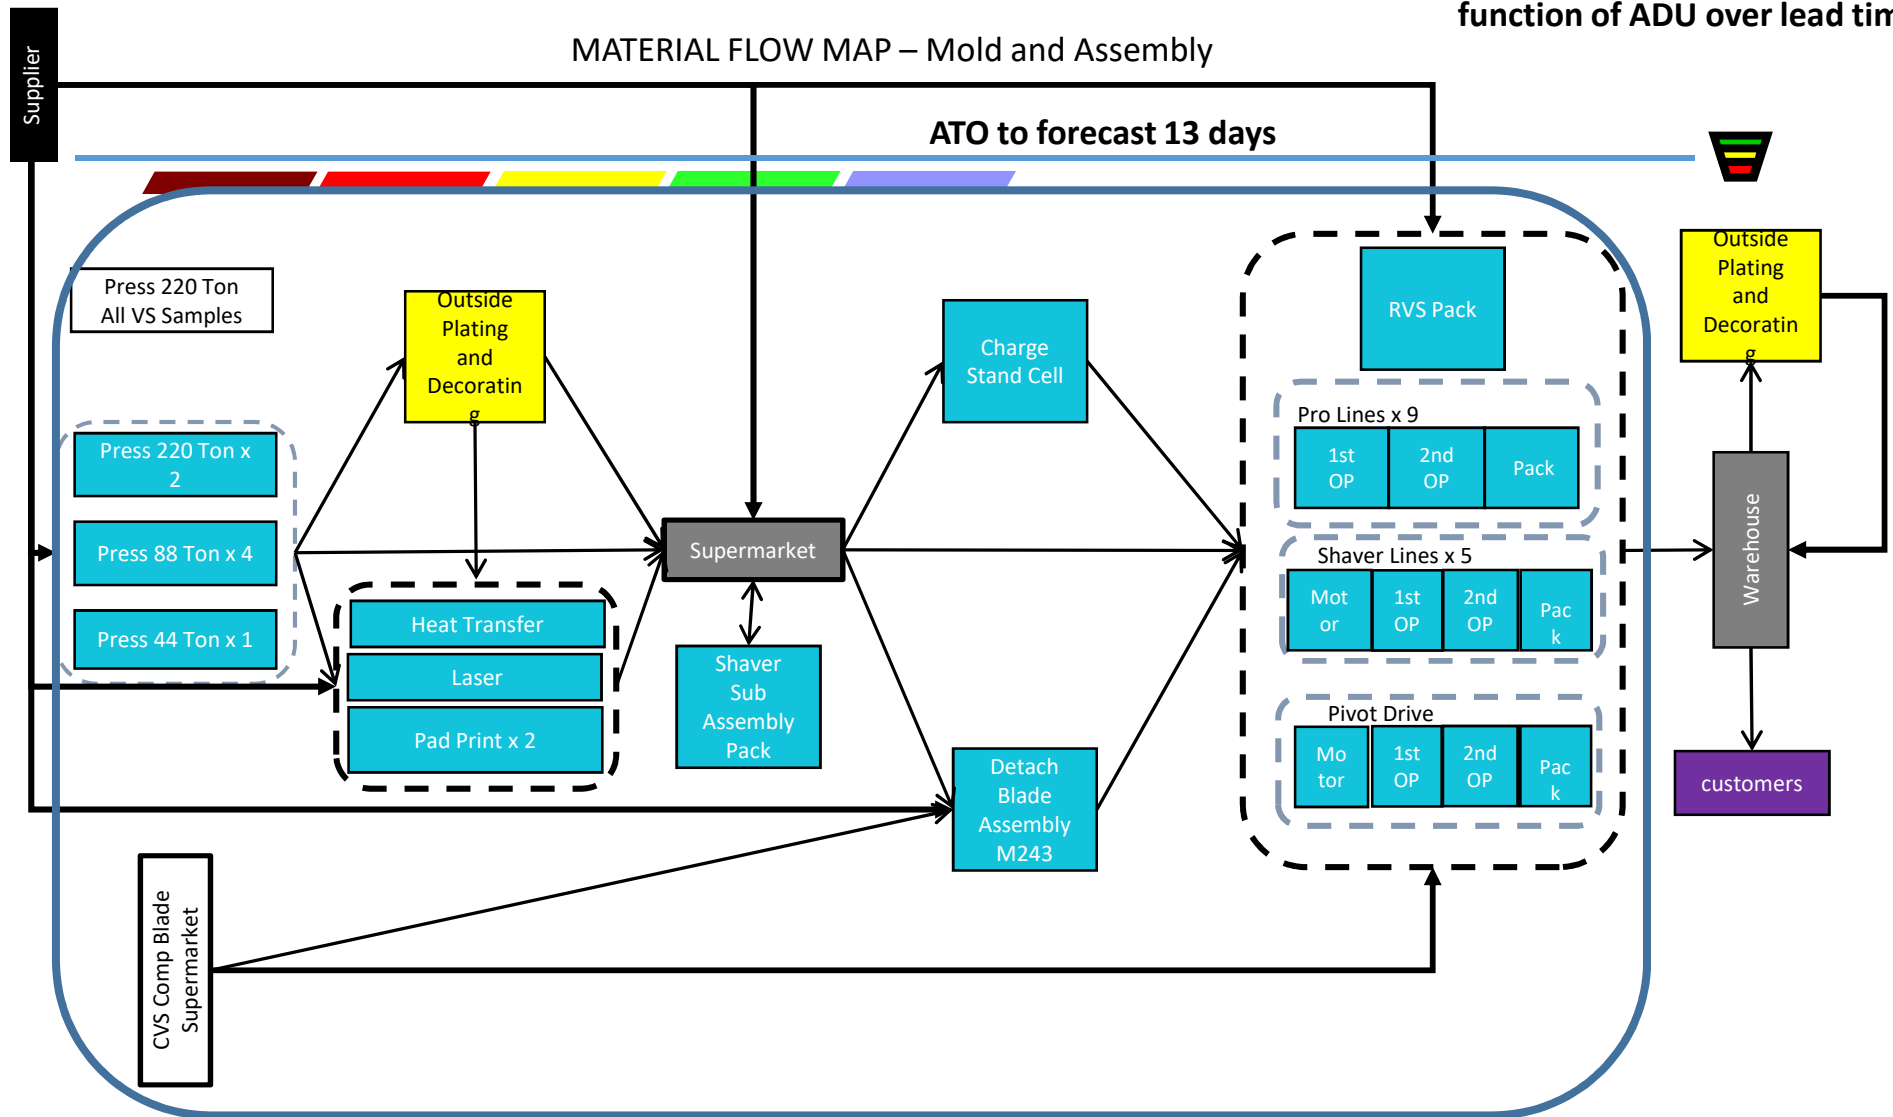 function of ADU over lead tim
MATERIAL FLOW MAP – Mold and Assembly
Supplier
ATO to forecast 13 days
Press 220 Ton
All VS Samples
Outside
Plating
and
Decoratin
g
Press 220 Ton x
2
Press 88 Ton x 4
Press 44 Ton x 1
Heat Transfer
Laser
Pad Print x 2
Supermarket
Shaver
Sub
Assembly
Pack
Charge
Stand Cell
Detach
Blade
Assembly
M243
CVS Comp Blade
Supermarket
RVS Pack
Pro Lines x 9
1st
OP
2nd
OP
Pack
Shaver Lines x 5
Mot
or
1st
OP
2nd
OP
Pac
k
Pivot Drive
Mo
tor
1st
OP
2nd
OP
Pac
k
Outside
Plating
and
Decoratin
g
Warehouse
customers